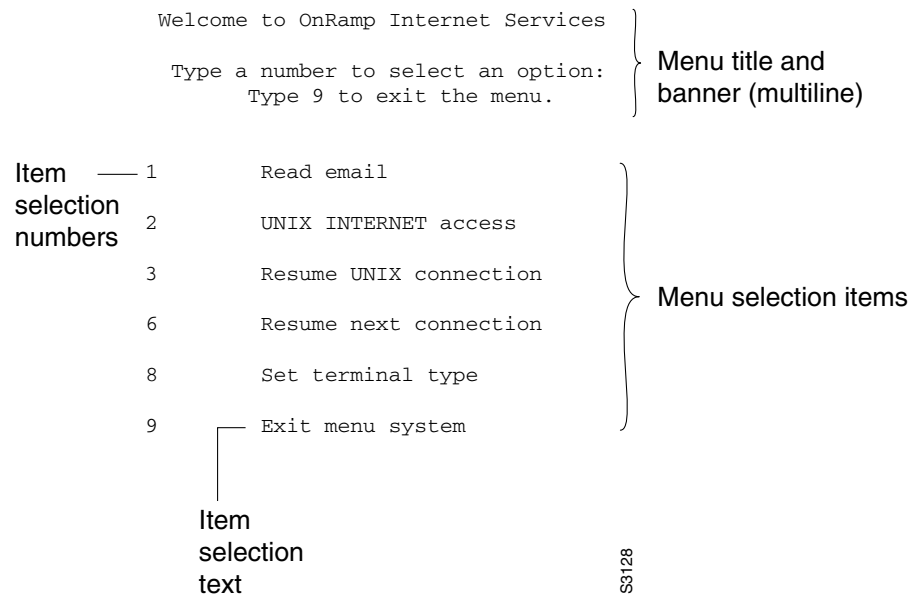 Welcome to OnRamp Internet Services
Type a number to select an option:
Type 9 to exit the menu.
Menu title and
banner (multiline)
Item
selection
numbers
1 Read email
2 UNIX INTERNET access
3 Resume UNIX connection
6 Resume next connection
8 Set terminal type
9 Exit menu system
Menu selection items
Item
selection
text
S3128